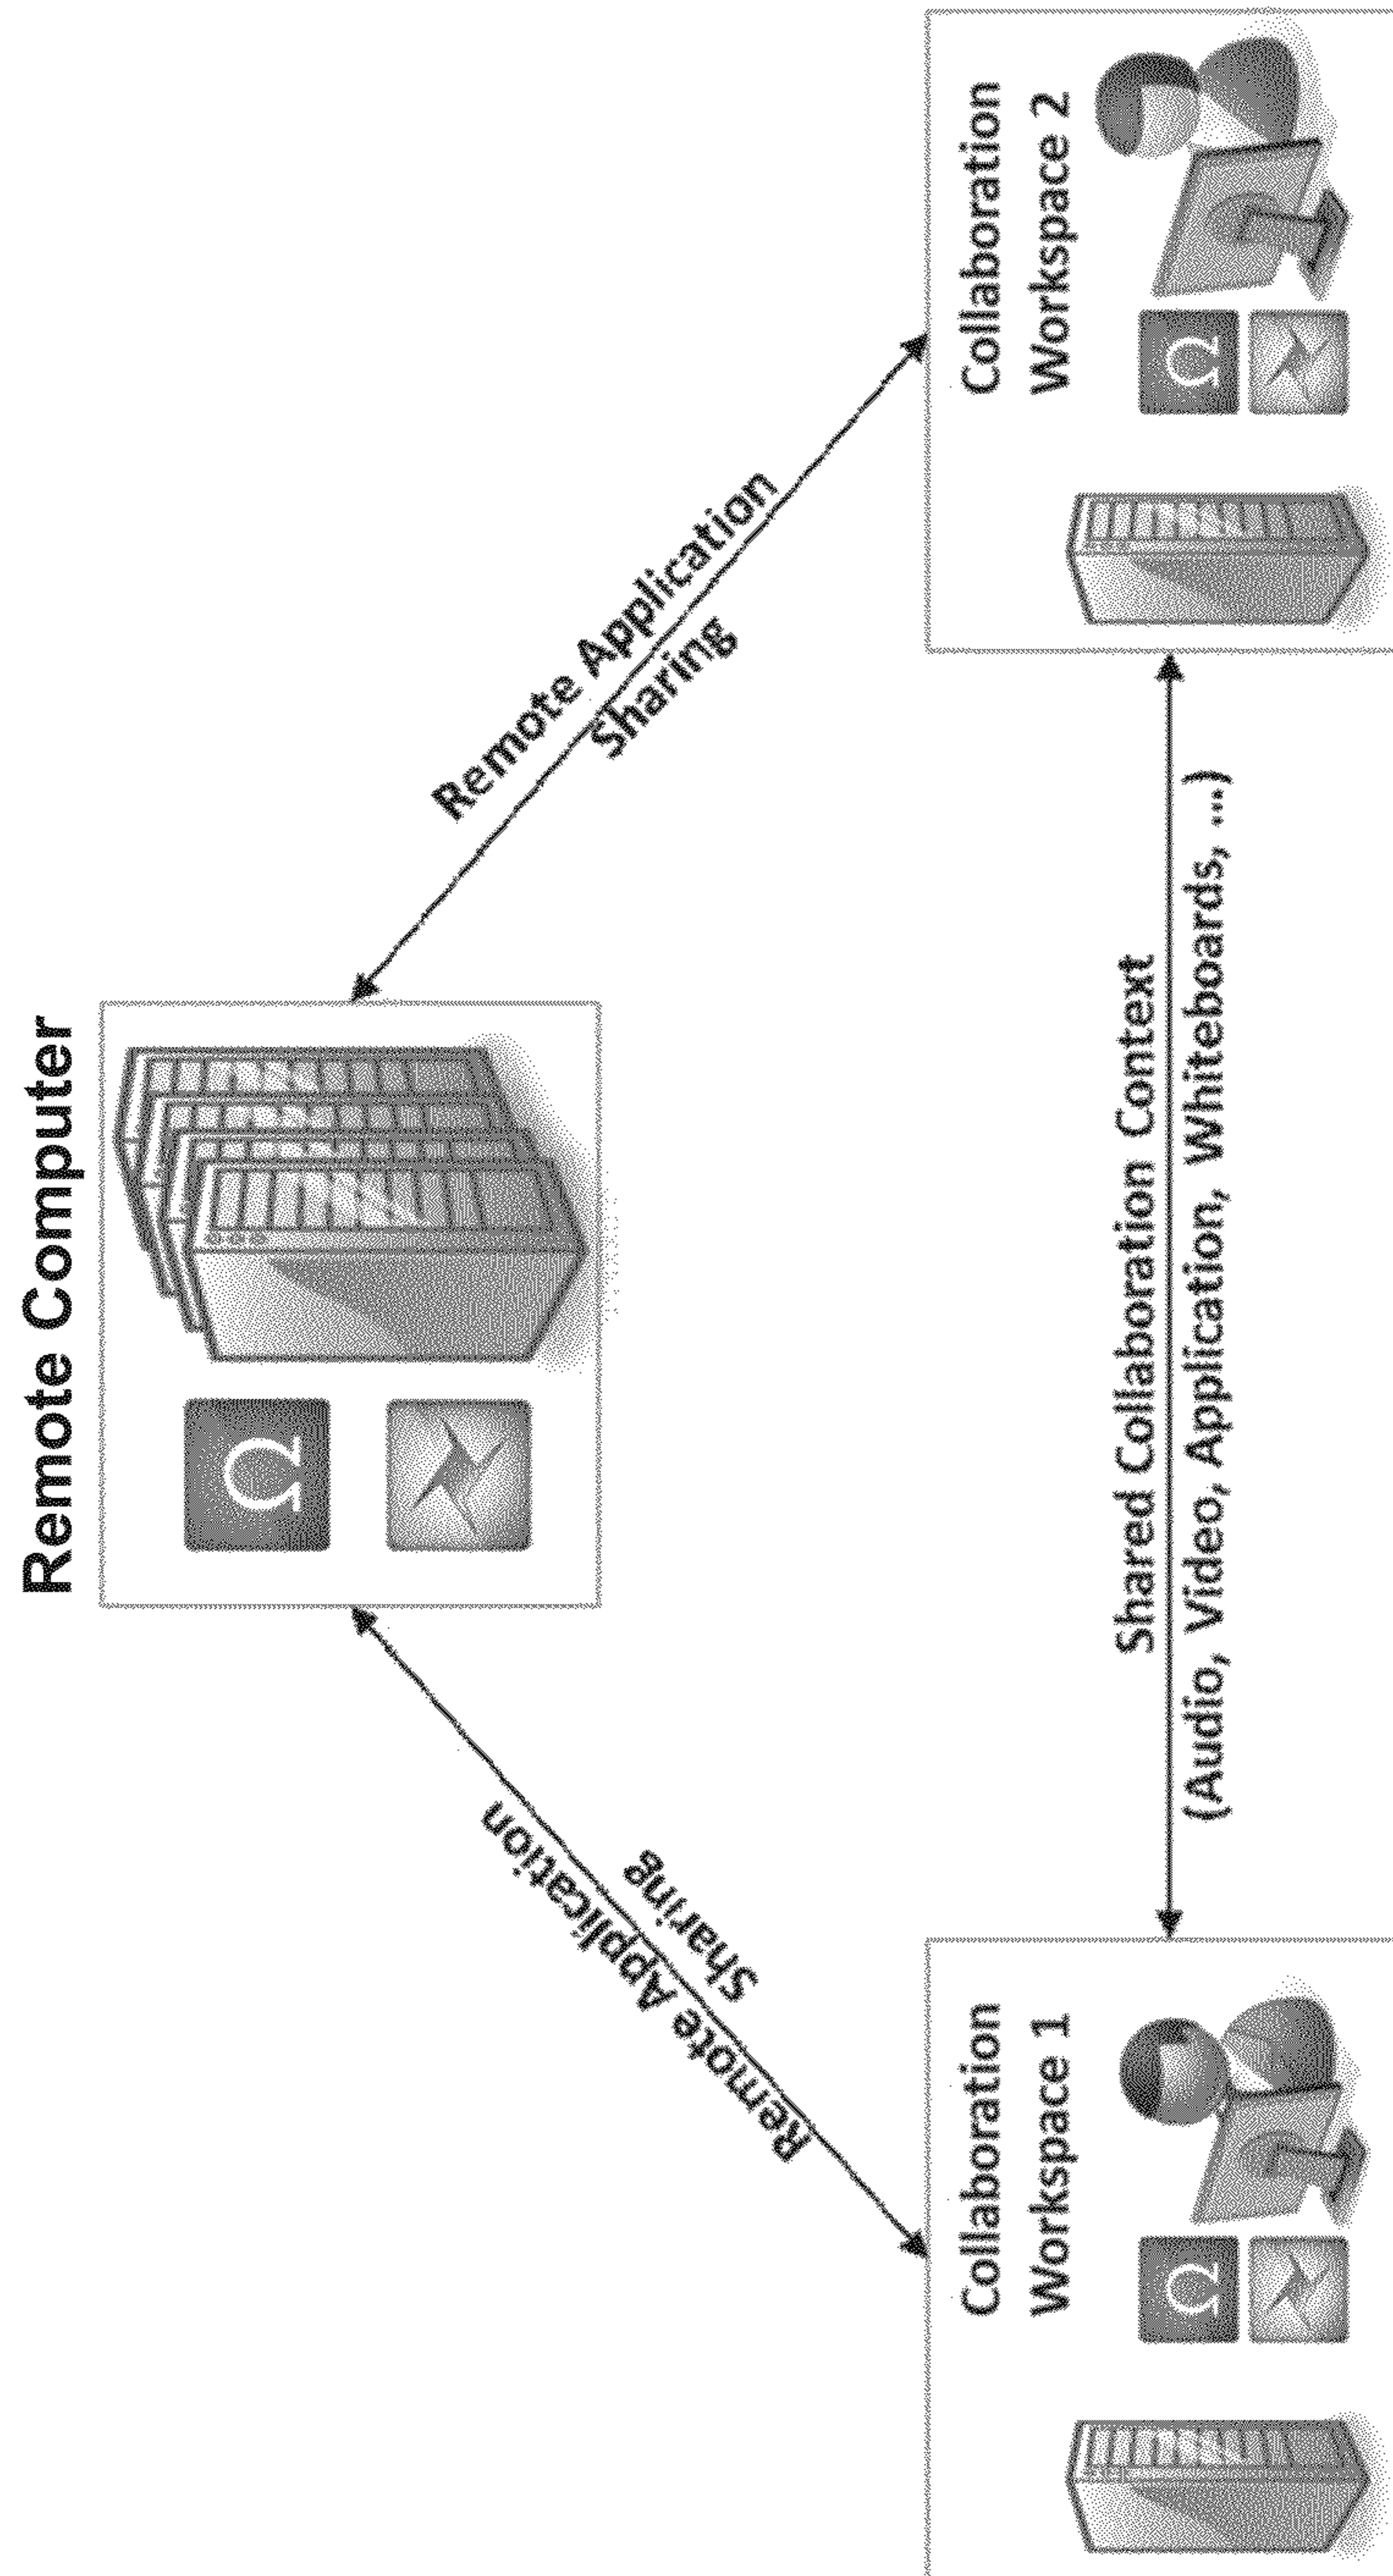 Remote Computer
Ω
Remote Application
Sharing
Remote Application
Sharing
Collaboration
Workspace 1
Ω
Shared Collaboration Context
(Audio, Video, Application, Whiteboards, ...)
Collaboration
Workspace 2
Ω